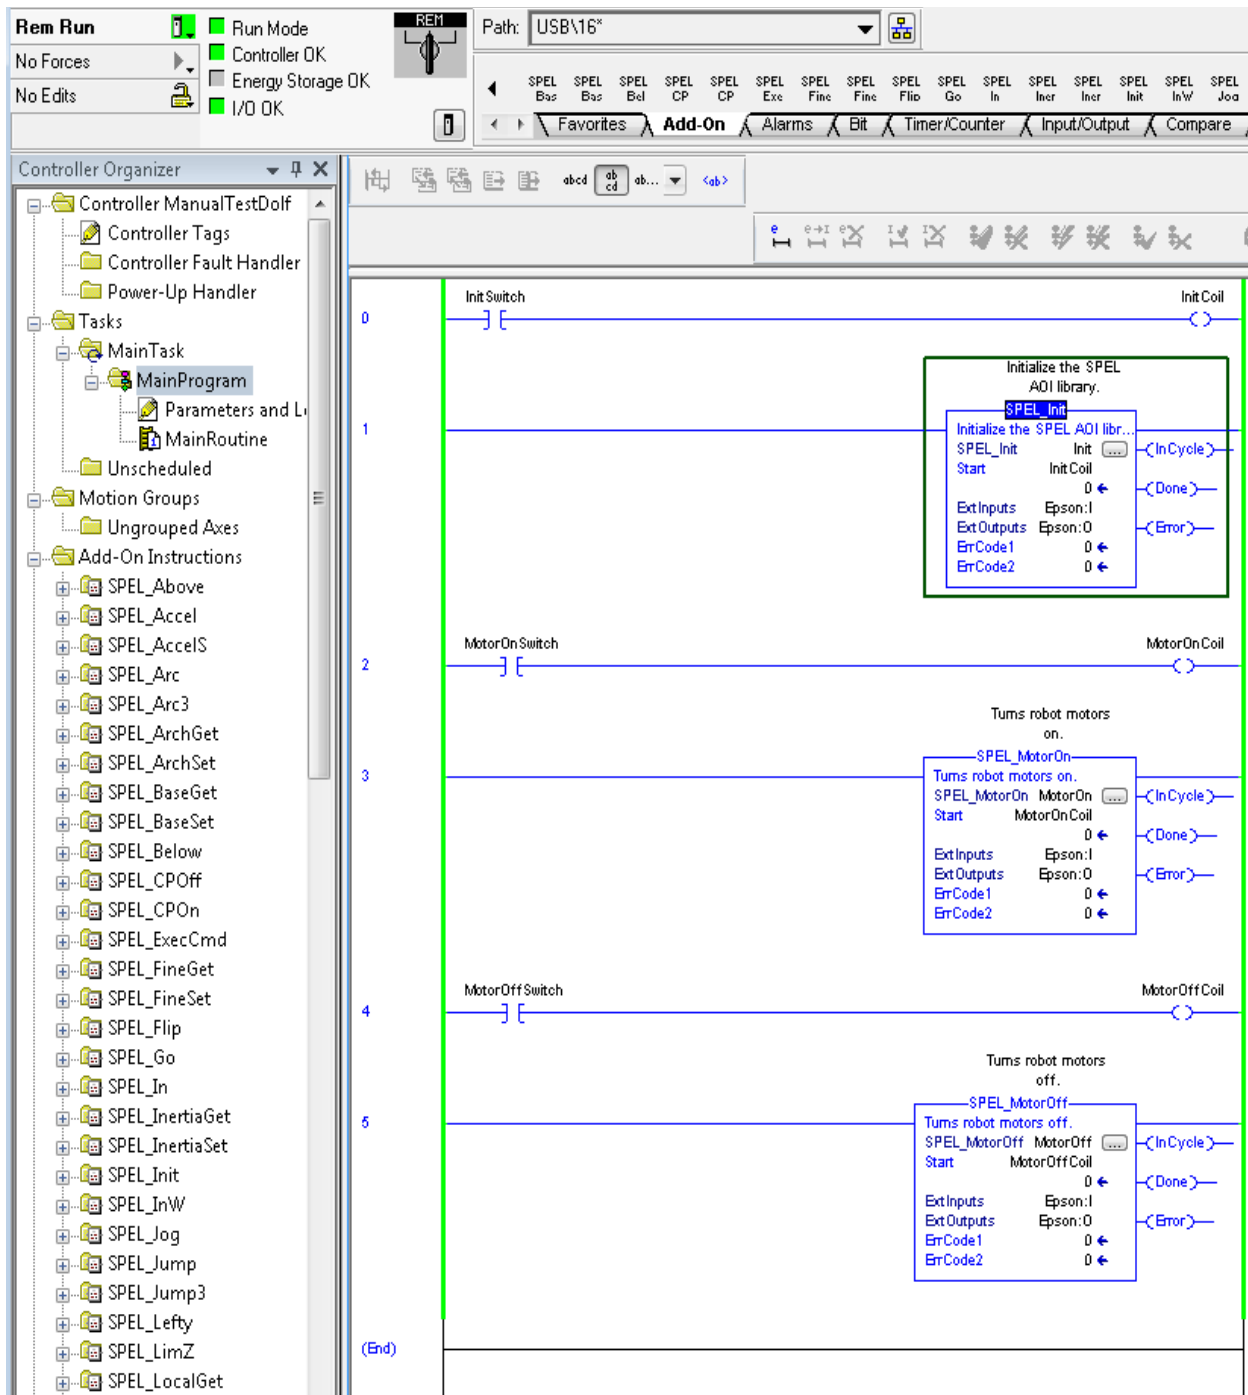 Rem Run
Run Mode
REM
Path: USB\16*
No Forces
Controller OK
Energy Storage OK
No Edits
I/O OK
SPEL Bas
SPEL Bas
SPEL Bel
SPEL CP
SPEL CP
SPEL Exe
SPEL Fine
SPEL Fine
SPEL Flip
SPEL Go
SPEL In
SPEL Iner
SPEL Iner
SPEL Init
SPEL InW
SPEL Jog
Favorites Add-On Alarms Bit Timer/Counter Input/Output Compare
Controller Organizer
abcd ab cd ab... <ab>
Controller ManualTestDolf
Controller Tags
Controller Fault Handler
Power-Up Handler
Tasks
MainTask
MainProgram
Parameters and L
MainRoutine
Unscheduled
Motion Groups
Ungrouped Axes
Add-On Instructions
SPEL_Above
SPEL_Accel
SPEL_AccelS
SPEL_Arc
SPEL_Arc3
SPEL_ArchGet
SPEL_ArchSet
SPEL_BaseGet
SPEL_BaseSet
SPEL_Below
SPEL_CPOff
SPEL_CPOn
SPEL_ExecCmd
SPEL_FineGet
SPEL_FineSet
SPEL_Flip
SPEL_Go
SPEL_In
SPEL_InertiaGet
SPEL_InertiaSet
SPEL_Init
SPEL_InW
SPEL_Jog
SPEL_Jump
SPEL_Jump3
SPEL_Lefty
SPEL_LimZ
SPEL_LocalGet
e e I e I I
InitSwitch InitCoil
0
Initialize the SPEL
AOI library.
SPEL_Init
1
Initialize the SPEL AOI libr...
SPEL_Init Init ... InCycle
Start InitCoil
0 Done
ExtInputs Epson:I
ExtOutputs Epson:O Error
ErrCode1 0
ErrCode2 0
MotorOnSwitch MotorOnCoil
2
Turns robot motors
on.
SPEL_MotorOn
3
Turns robot motors on.
SPEL_MotorOn MotorOn ... InCycle
Start MotorOnCoil
0 Done
ExtInputs Epson:I
ExtOutputs Epson:O Error
ErrCode1 0
ErrCode2 0
MotorOffSwitch MotorOffCoil
4
Turns robot motors
off.
SPEL_MotorOff
5
Turns robot motors off.
SPEL_MotorOff MotorOff ... InCycle
Start MotorOffCoil
0 Done
ExtInputs Epson:I
ExtOutputs Epson:O Error
ErrCode1 0
ErrCode2 0
(End)